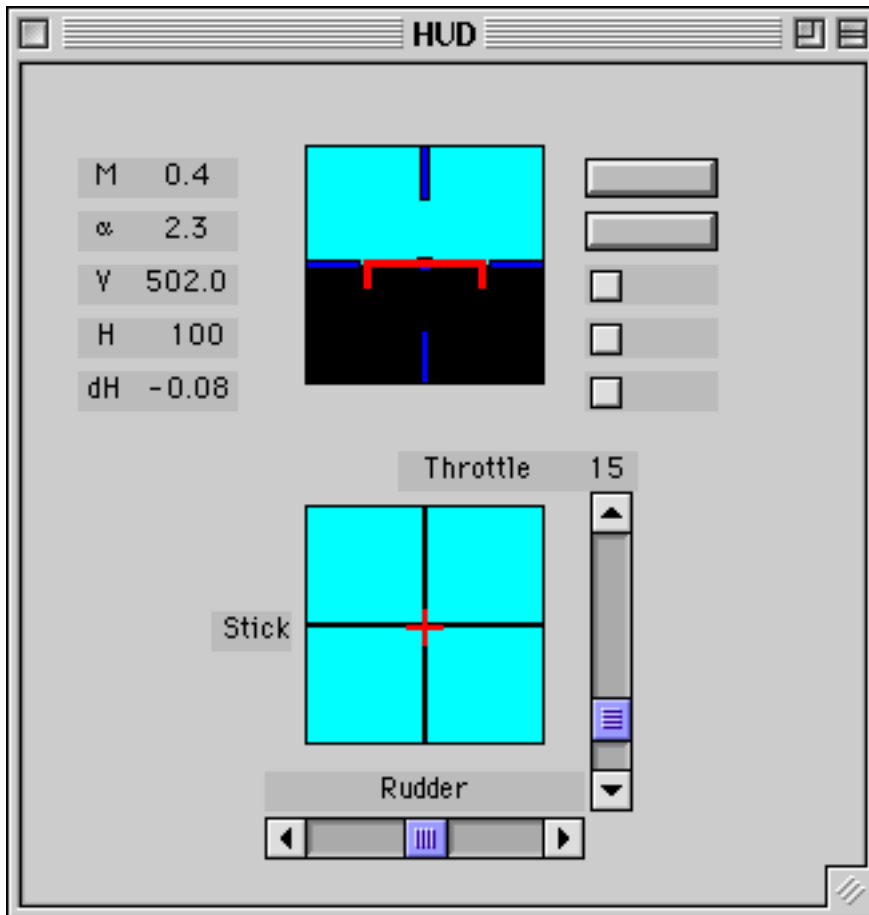 HUD
M 0.4
α 2.3
V 502.0
H 100
dH -0.08
Throttle 15
Stick
Rudder